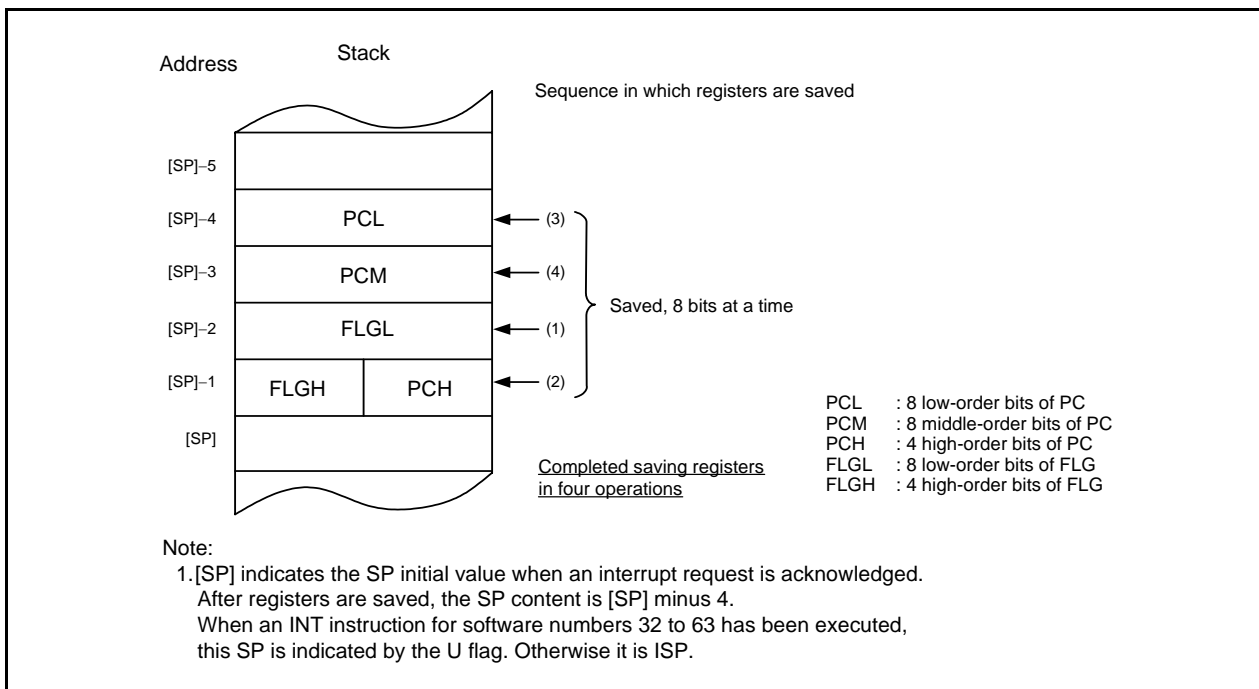 Address
Stack
Sequence in which registers are saved
[SP]−5
[SP]−4 PCL (3)
[SP]−3 PCM (4)
Saved, 8 bits at a time
[SP]−2 FLGL (1)
[SP]−1 FLGH PCH (2)
[SP]
Completed saving registers
in four operations
PCL : 8 low-order bits of PC
PCM : 8 middle-order bits of PC
PCH : 4 high-order bits of PC
FLGL : 8 low-order bits of FLG
FLGH : 4 high-order bits of FLG
Note:
1.[SP] indicates the SP initial value when an interrupt request is acknowledged.
After registers are saved, the SP content is [SP] minus 4.
When an INT instruction for software numbers 32 to 63 has been executed,
this SP is indicated by the U flag. Otherwise it is ISP.